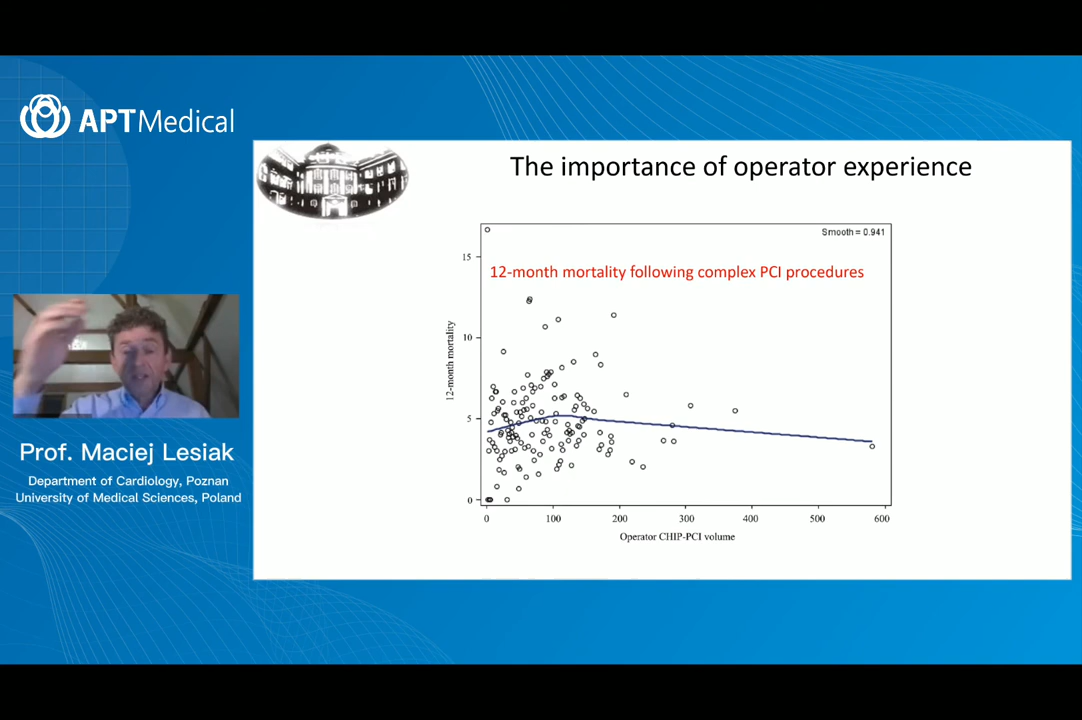 APTMedical
The importance of operator experience
Smooth = 0.941
12-month mortality following complex PCI procedures
12-month mortality
15
10
5
0
0 100 200 300 400 500 600
Operator CHIP-PCI volume
Prof. Maciej Lesiak
Department of Cardiology, Poznan
University of Medical Sciences, Poland